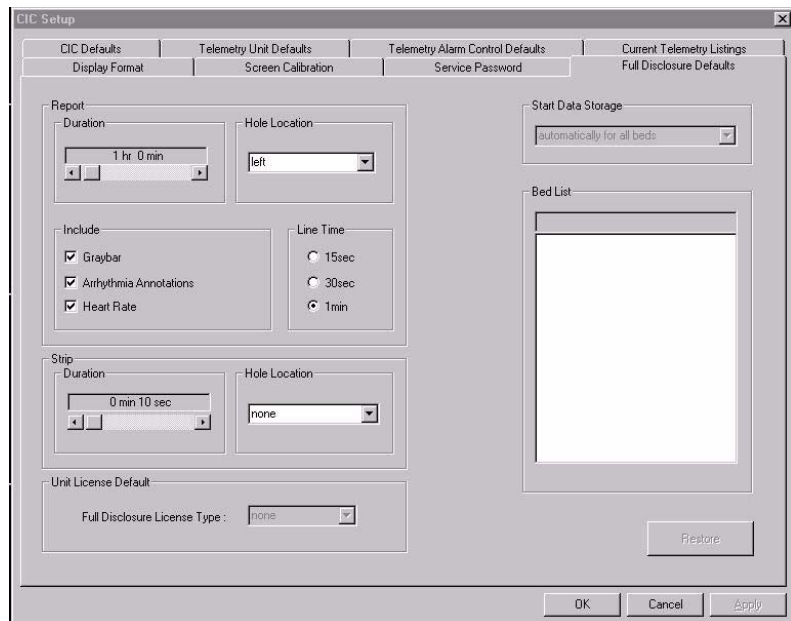 CIC Setup
CIC Defaults
Telemetry Unit Defaults
Telemetry Alarm Control Defaults
Current Telemetry Listings
Display Format
Screen Calibration
Service Password
Full Disclosure Defaults
Report
Duration
1 hr 0 min
Hole Location
left
Include
Graybar
Arrhythmia Annotations
Heart Rate
Line Time
15sec
30sec
1min
Strip
Duration
0 min 10 sec
Hole Location
none
Unit License Default
Full Disclosure License Type :
none
Start Data Storage
automatically for all beds
Bed List
Restore
OK
Cancel
Apply